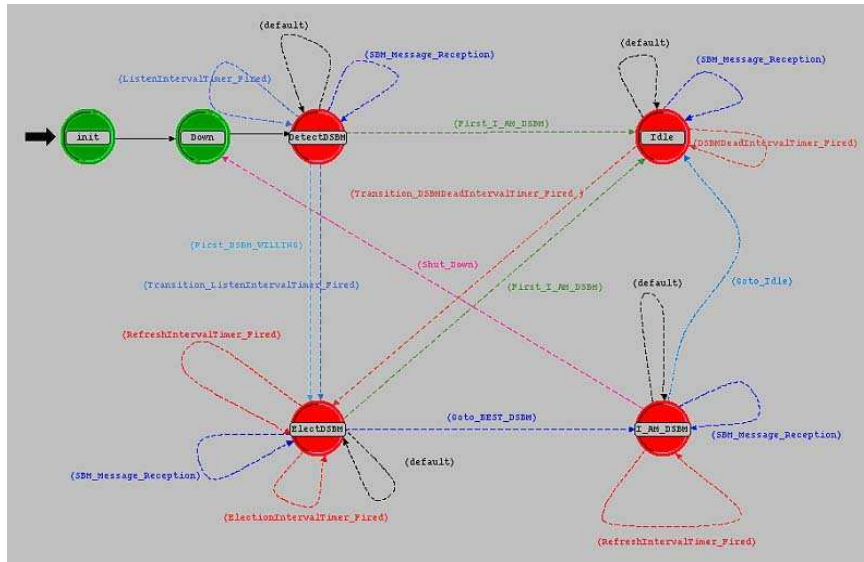 (default)
(default)
(SBM_Message_Reception)
(SBM_Message_Reception)
(ListenIntervalTimer_Fired)
(First_I_AM_DSBM)
init
Down
DetectDSBM
Idle
(DSBMDeadIntervalTimer_Fired)
(Transition_DSBMDeadIntervalTimer_Fired )
(First_DSBM_WILLING)
(Shut_Down)
(Goto_Idle)
(Transition_ListenIntervalTimer_Fired)
(First_I_AM_DSBM)
(default)
(RefreshIntervalTimer_Fired)
(Goto_BEST_DSBM)
ElectDSBM
I_AM_DSBM
(SBM_Message_Reception)
(default)
(SBM_Message_Reception)
(ElectionIntervalTimer_Fired)
(RefreshIntervalTimer_Fired)